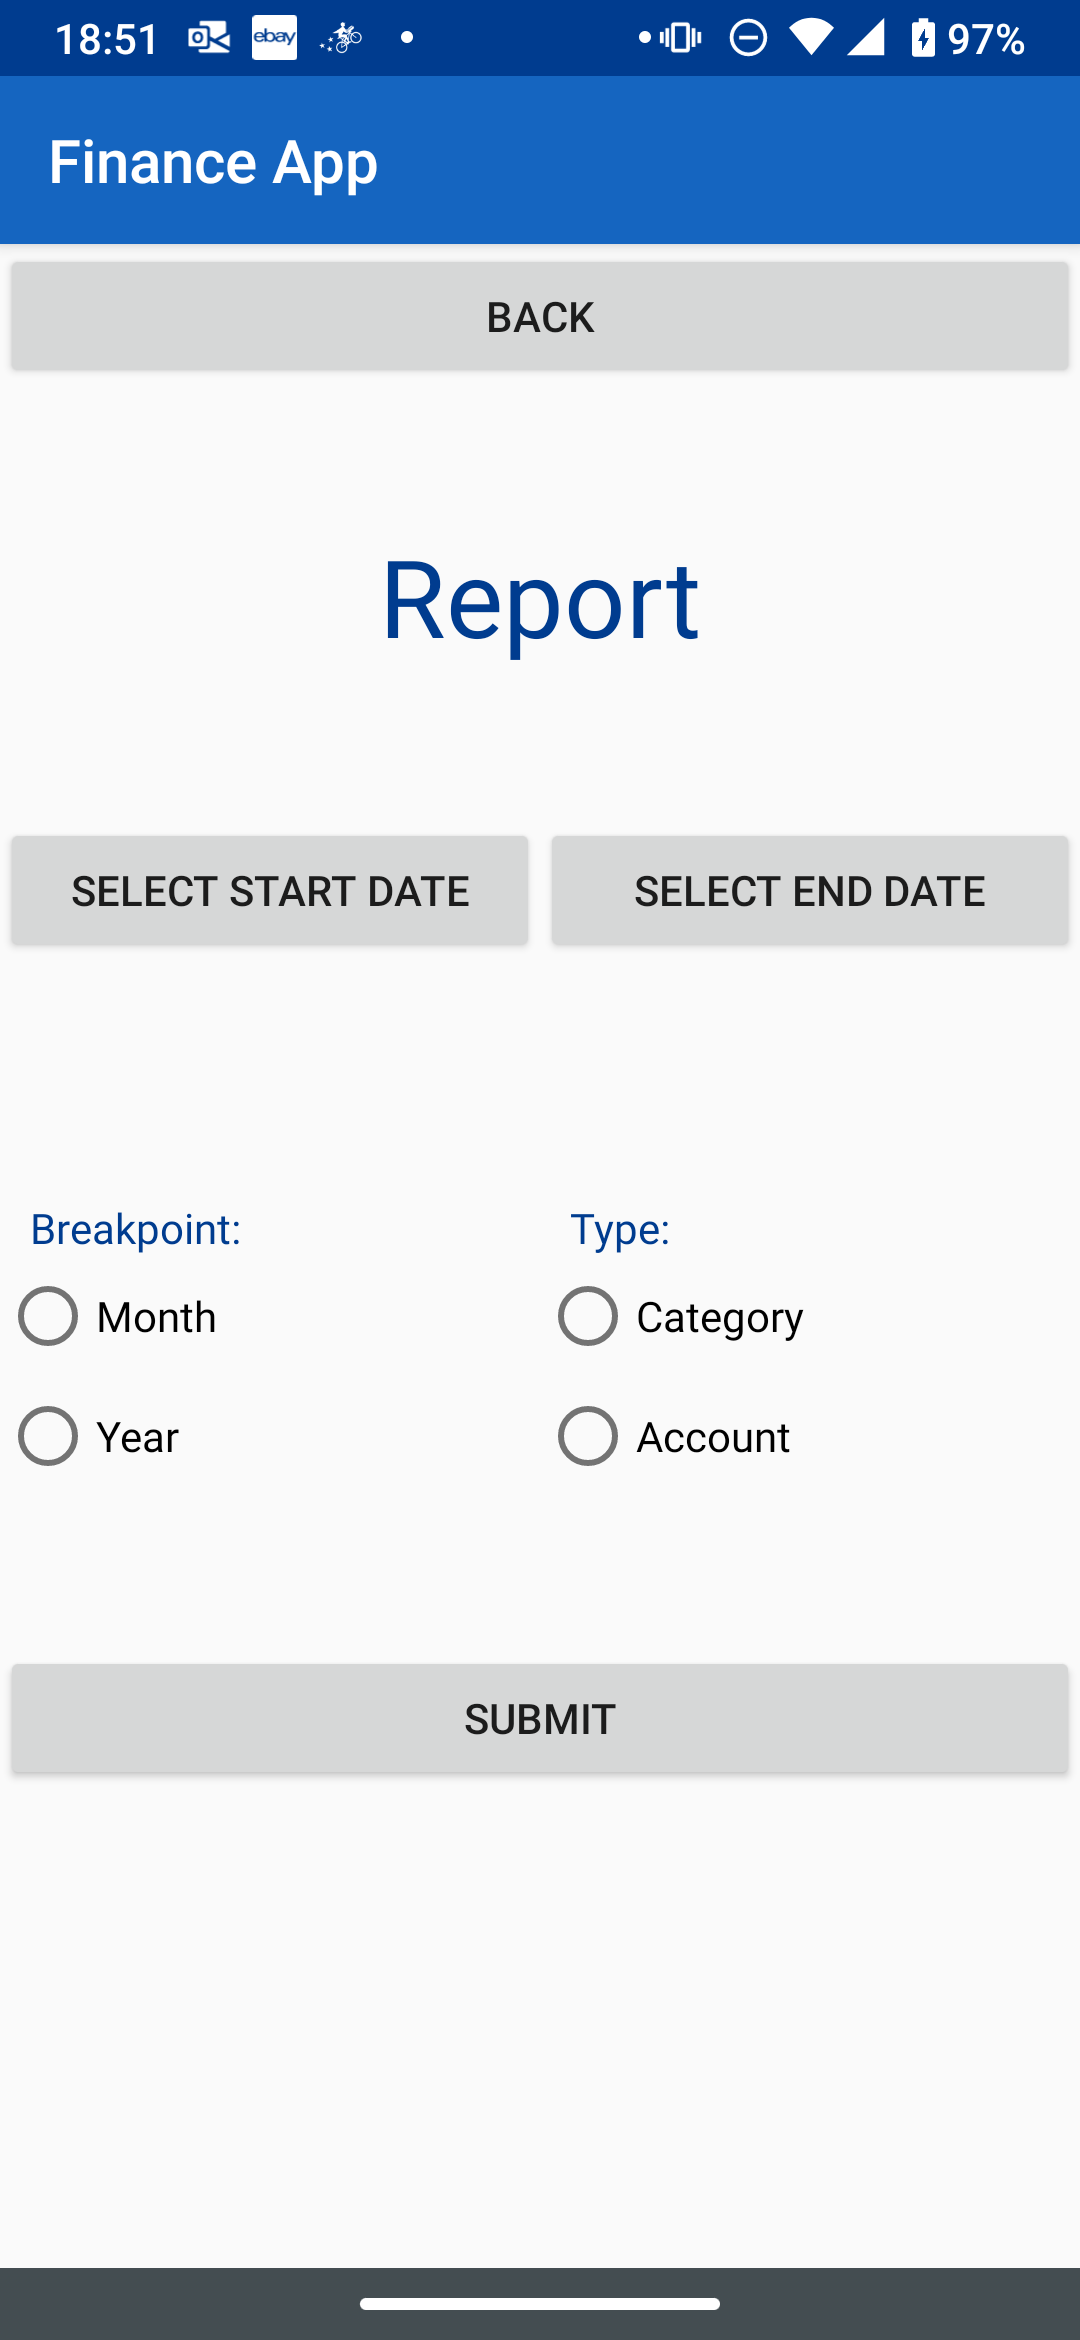 18:51 ebay 97%
Finance App
BACK
Report
SELECT START DATE SELECT END DATE
Breakpoint: Type:
Month Category
Year Account
SUBMIT